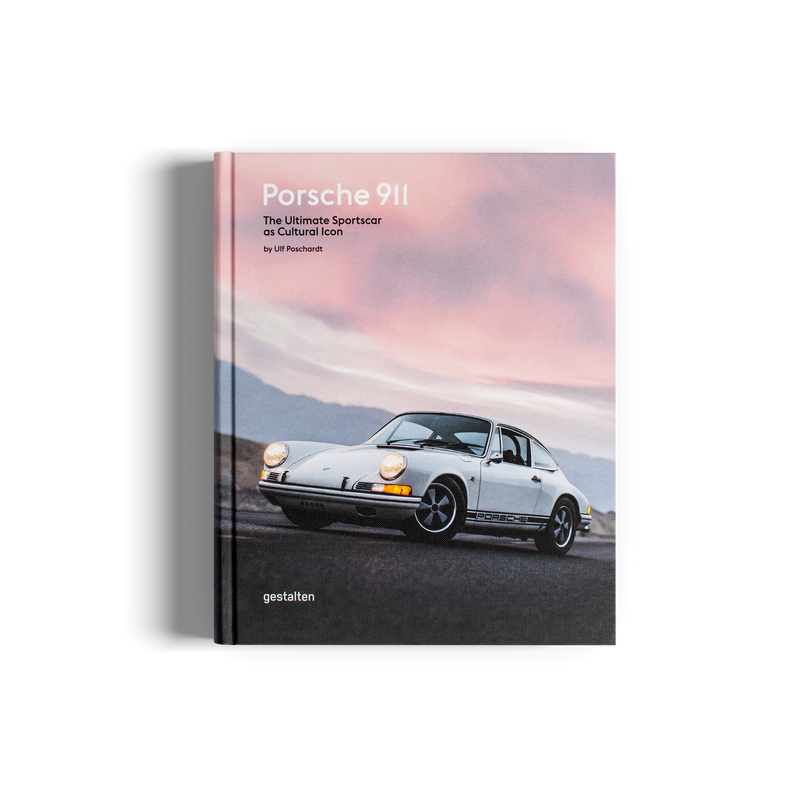 Porsche 911
The Ultimate Sportscar
as Cultural Icon
by Ulf Poschardt
PORSCHE
gestalten